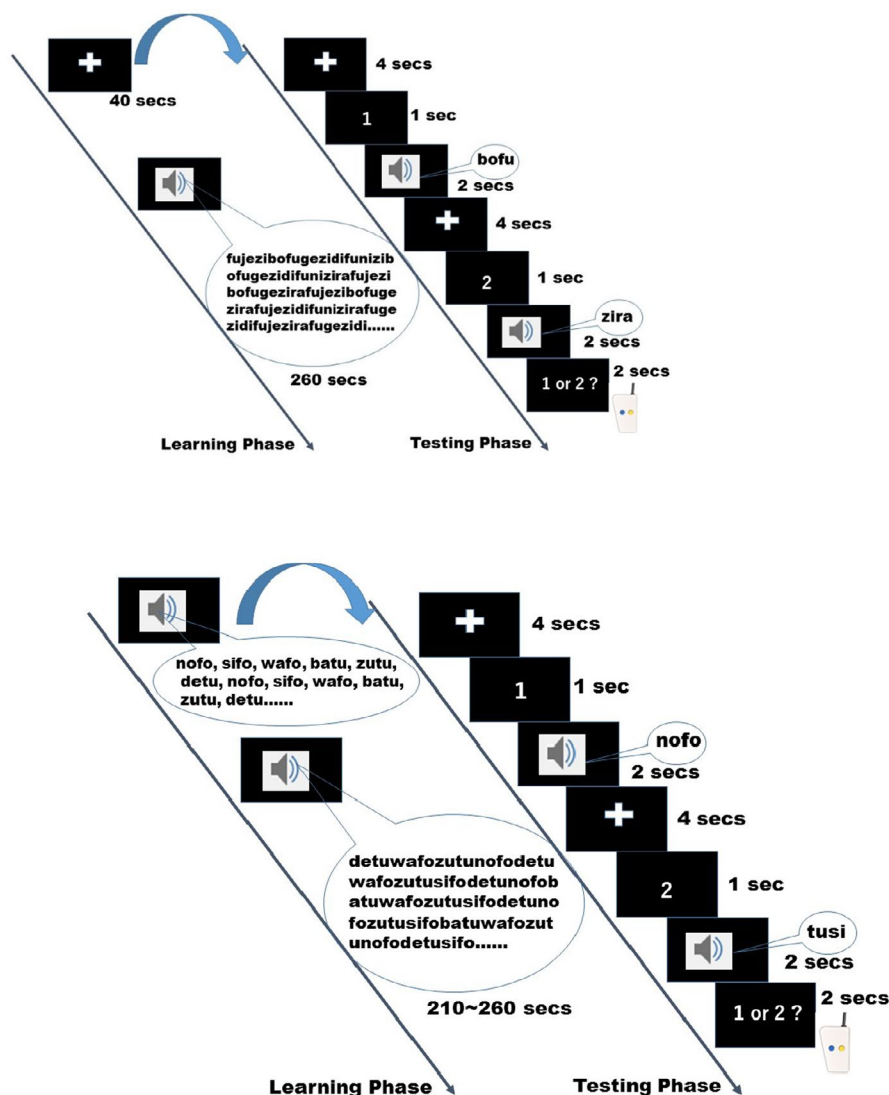 4 secs
40 secs
1
1 sec
bofu
2 secs
4 secs
fujezibofugezidifunizib
ofugezidifunizirafujezi
bofugezirafujezibofuge
zirafujezidifunizirafuge
zidifujezirafugezidi......
2
1 sec
zira
2 secs
260 secs
1 or 2 ?
2 secs
Learning Phase
Testing Phase
nofo, sifo, wafo, batu, zutu,
detu, nofo, sifo, wafo, batu,
zutu, detu......
4 secs
1
1 sec
nofo
2 secs
4 secs
detuwafozutunofodetu
wafozutusifodetunofob
atuwafozutusifodetuno
fozutusifobatuwafozut
unofodetusifo......
2
1 sec
tusi
2 secs
210~260 secs
1 or 2 ?
2 secs
Learning Phase
Testing Phase